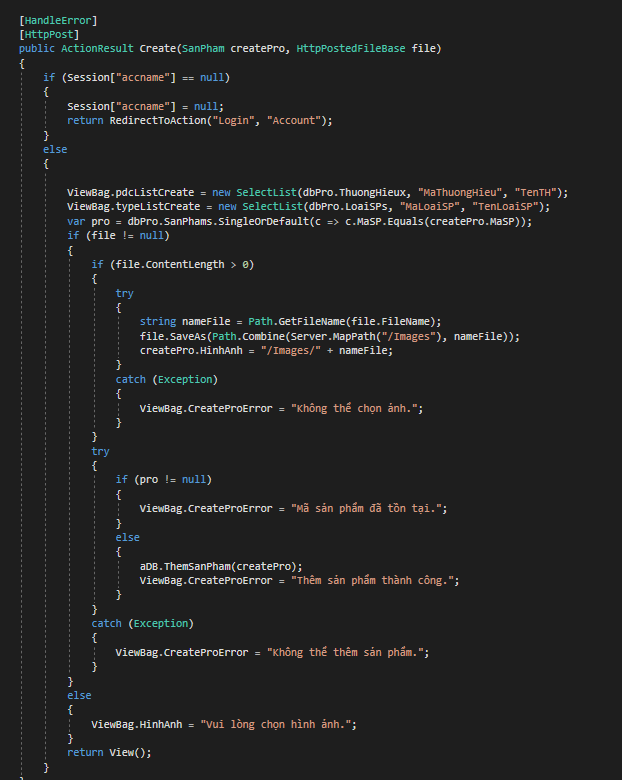 [HandleError]
[HttpPost]
public ActionResult Create(SanPham createPro, HttpPostedFileBase file)
{
    if (Session["accname"] == null)
    {
        Session["accname"] = null;
        return RedirectToAction("Login", "Account");
    }
    else
    {
        ViewBag.pdcListCreate = new SelectList(dbPro.ThuongHieux, "MaThuongHieu", "TenTH");
        ViewBag.typeListCreate = new SelectList(dbPro.LoaiSPs, "MaLoaiSP", "TenLoaiSP");
        var pro = dbPro.SanPhams.SingleOrDefault(c => c.MaSP.Equals(createPro.MaSP));
        if (file != null)
        {
            if (file.ContentLength > 0)
            {
                try
                {
                    string nameFile = Path.GetFileName(file.FileName);
                    file.SaveAs(Path.Combine(Server.MapPath("/Images"), nameFile));
                    createPro.HinhAnh = "/Images/" + nameFile;
                }
                catch (Exception)
                {
                    ViewBag.CreateProError = "Không thể chọn ảnh.";
                }
            }
            try
            {
                if (pro != null)
                {
                    ViewBag.CreateProError = "Mã sản phẩm đã tồn tại.";
                }
                else
                {
                    aDB.ThemSanPham(createPro);
                    ViewBag.CreateProError = "Thêm sản phẩm thành công.";
                }
            }
            catch (Exception)
            {
                ViewBag.CreateProError = "Không thể thêm sản phẩm.";
            }
        }
        else
        {
            ViewBag.HinhAnh = "Vui lòng chọn hình ảnh.";
        }
        return View();
    }
}